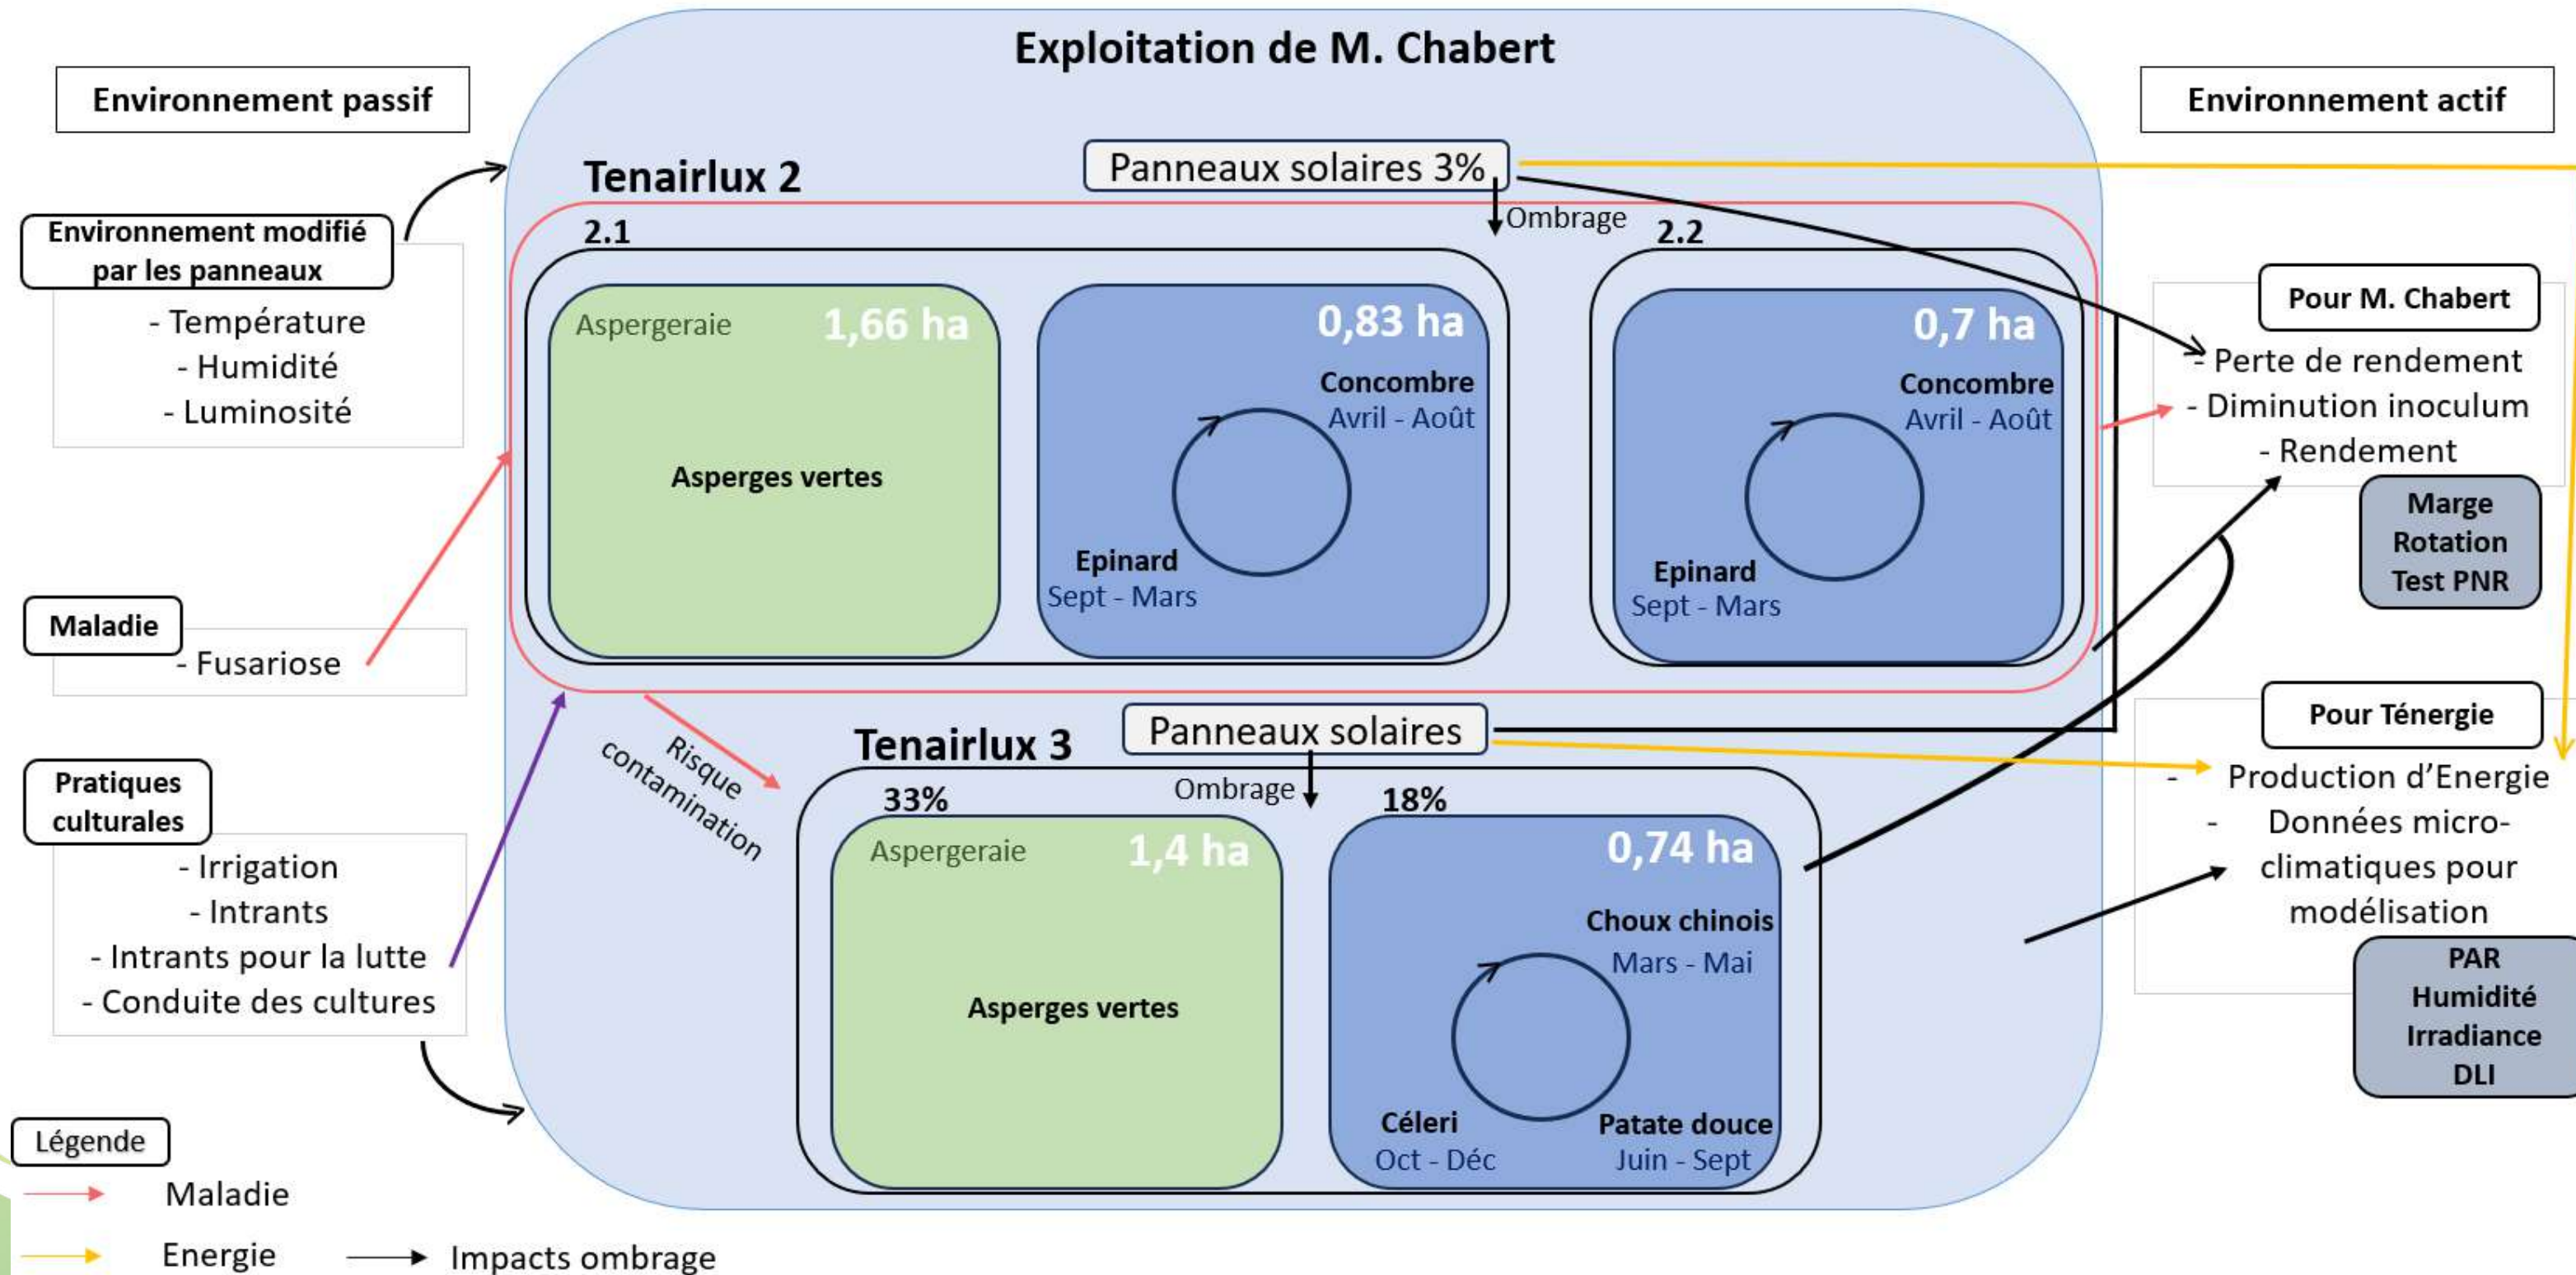 Exploitation de M. Chabert
Environnement passif
Environnement actif
Environnement modifié
par les panneaux
- Température
- Humidité
- Luminosité
Maladie
- Fusariose
Pratiques
culturales
- Irrigation
- Intrants
- Intrants pour la lutte
- Conduite des cultures
Tenairlux 2
Panneaux solaires 3%
Ombrage
2.1
Aspergeraie
1,66 ha
Asperges vertes
0,83 ha
Concombre
Avril - Août
Epinard
Sept - Mars
2.2
0,7 ha
Concombre
Avril - Août
Epinard
Sept - Mars
Risque
contamination
Tenairlux 3
Panneaux solaires
Ombrage
33%
Aspergeraie
1,4 ha
Asperges vertes
18%
0,74 ha
Choux chinois
Mars - Mai
Céleri
Oct - Déc
Patate douce
Juin - Sept
Pour M. Chabert
- Perte de rendement
- Diminution inoculum
- Rendement
Marge
Rotation
Test PNR
Pour Ténergie
- Production d’Energie
- Données micro-
climatiques pour
modélisation
PAR
Humidité
Irradiance
DLI
Légende
Maladie
Energie
Impacts ombrage